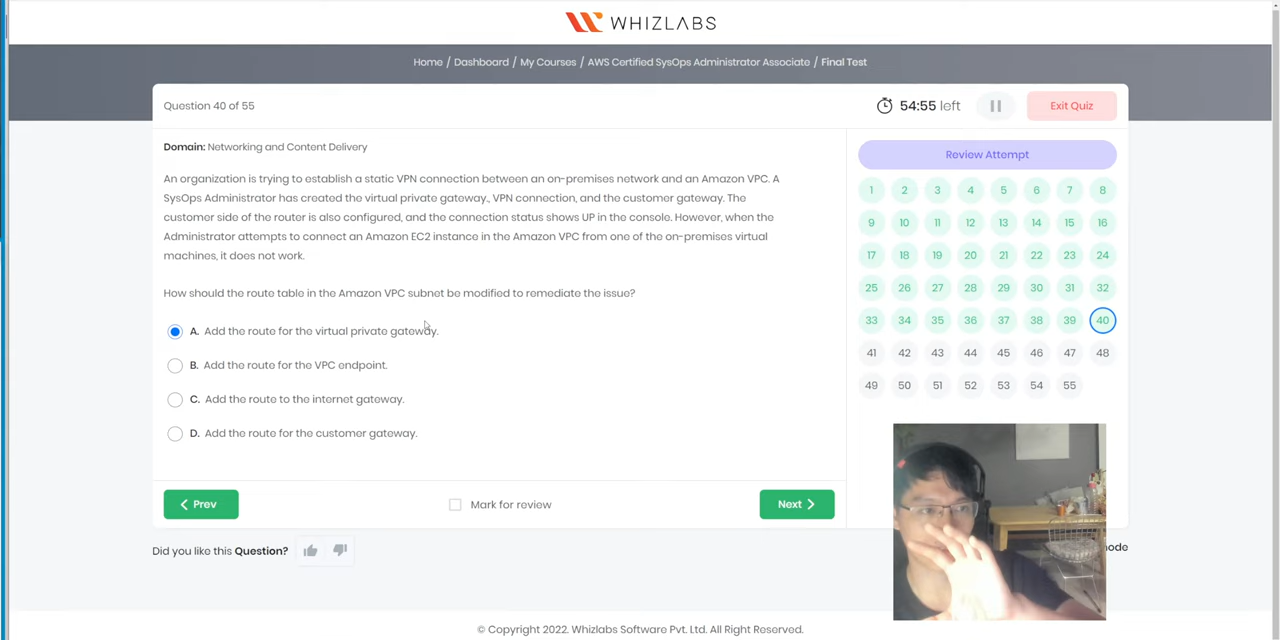 WHIZLABS
Home / Dashboard / My Courses / AWS Certified SysOps Administrator Associate / Final Test
Question 40 of 55
54:55 left
Exit Quiz
Domain: Networking and Content Delivery
An organization is trying to establish a static VPN connection between an on-premises network and an Amazon VPC. A
SysOps Administrator has created the virtual private gateway., VPN connection, and the customer gateway. The
customer side of the router is also configured, and the connection status shows UP in the console. However, when the
Administrator attempts to connect an Amazon EC2 instance in the Amazon VPC from one of the on-premises virtual
machines, it does not work.
How should the route table in the Amazon VPC subnet be modified to remediate the issue?
A. Add the route for the virtual private gateway.
B. Add the route for the VPC endpoint.
C. Add the route to the internet gateway.
D. Add the route for the customer gateway.
Prev
Mark for review
Next
Review Attempt
1 2 3 4 5 6 7 8
9 10 11 12 13 14 15 16
17 18 19 20 21 22 23 24
25 26 27 28 29 30 31 32
33 34 35 36 37 38 39 40
41 42 43 44 45 46 47 48
49 50 51 52 53 54 55
Did you like this Question?
ode
© Copyright 2022. Whizlabs Software Pvt. Ltd. All Right Reserved.